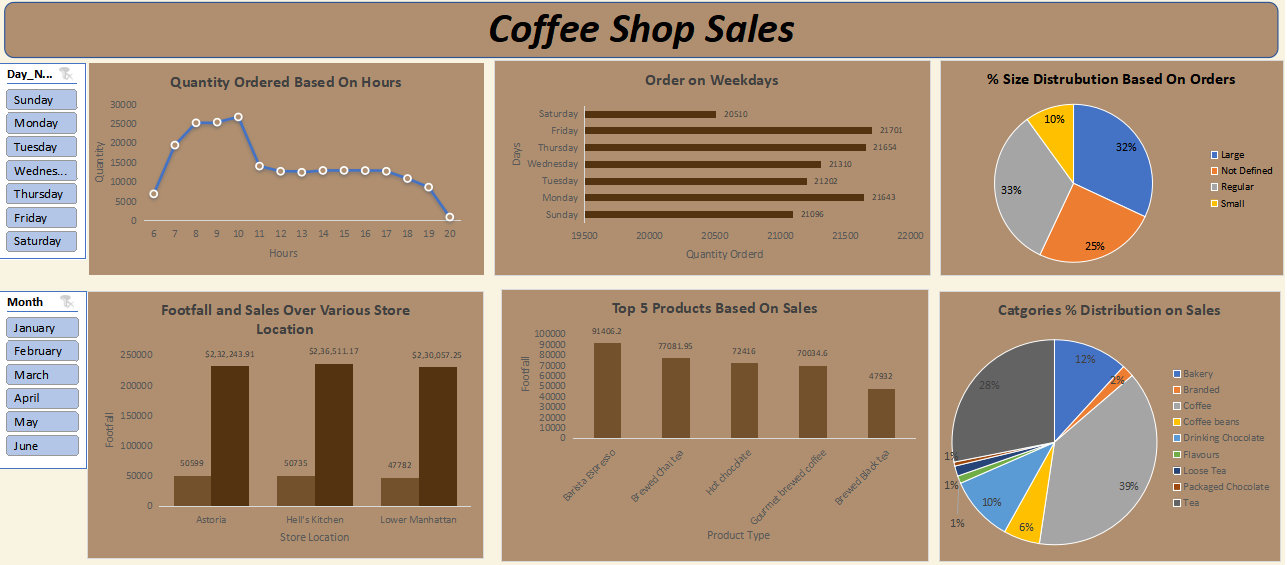 Coffee Shop Sales
Day_N...
Sunday
Monday
Tuesday
Wednes...
Thursday
Friday
Saturday
Quantity Ordered Based On Hours
30000
25000
20000
15000
10000
5000
0
Quantity
6 7 8 9 10 11 12 13 14 15 16 17 18 19 20
Hours
Order on Weekdays
Days
Saturday 20510
Friday 21701
Thursday 21654
Wednesday 21310
Tuesday 21202
Monday 21643
Sunday 21096
19500 20000 20500 21000 21500 22000
Quantity Orderd
% Size Distrubution Based On Orders
10%
32%
33%
25%
Large
Not Defined
Regular
Small
Month
January
February
March
April
May
June
Footfall and Sales Over Various Store
Location
250000
200000
150000
100000
50000
0
Footfall
$2,32,243.91 $2,36,511.17 $2,30,057.25
50599 50735 47782
Astoria Hell's Kitchen Lower Manhattan
Store Location
Top 5 Products Based On Sales
100000
90000
80000
70000
60000
50000
40000
30000
20000
10000
0
Footfall
91406.2 77081.95 72416 70034.6 47932
Barista Espresso
Brewed Chai tea
Hot chocolate
Gourmet brewed coffee
Brewed Black tea
Product Type
Catgories % Distribution on Sales
12%
2%
39%
6%
10%
1%
1%
1%
28%
Bakery
Branded
Coffee
Coffee beans
Drinking Chocolate
Flavours
Loose Tea
Packaged Chocolate
Tea